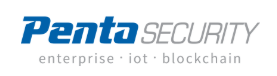 Penta SECURITY
enterprise · iot · blockchain